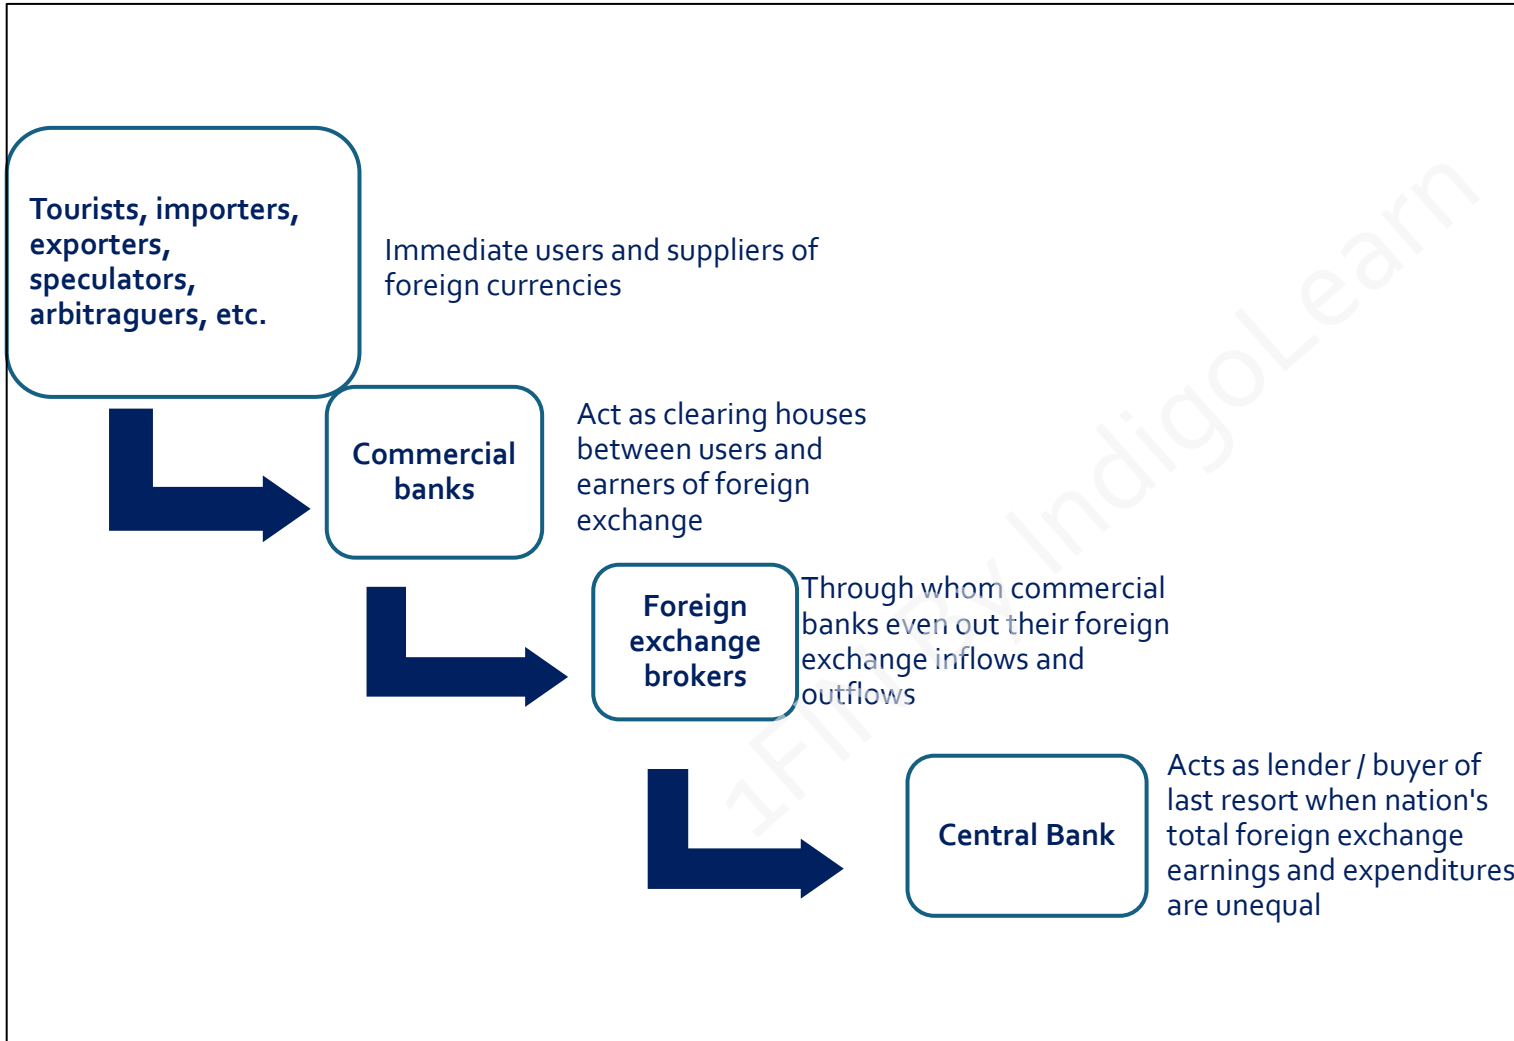 Tourists, importers,
exporters,
speculators,
arbitraguers, etc.
Immediate users and suppliers of
foreign currencies
Commercial
banks
Act as clearing houses
between users and
earners of foreign
exchange
Foreign
exchange
brokers
Through whom commercial
banks even out their foreign
exchange inflows and
outflows
Central Bank
Acts as lender / buyer of
last resort when nation's
total foreign exchange
earnings and expenditures
are unequal
1FIN By IndigoLearn